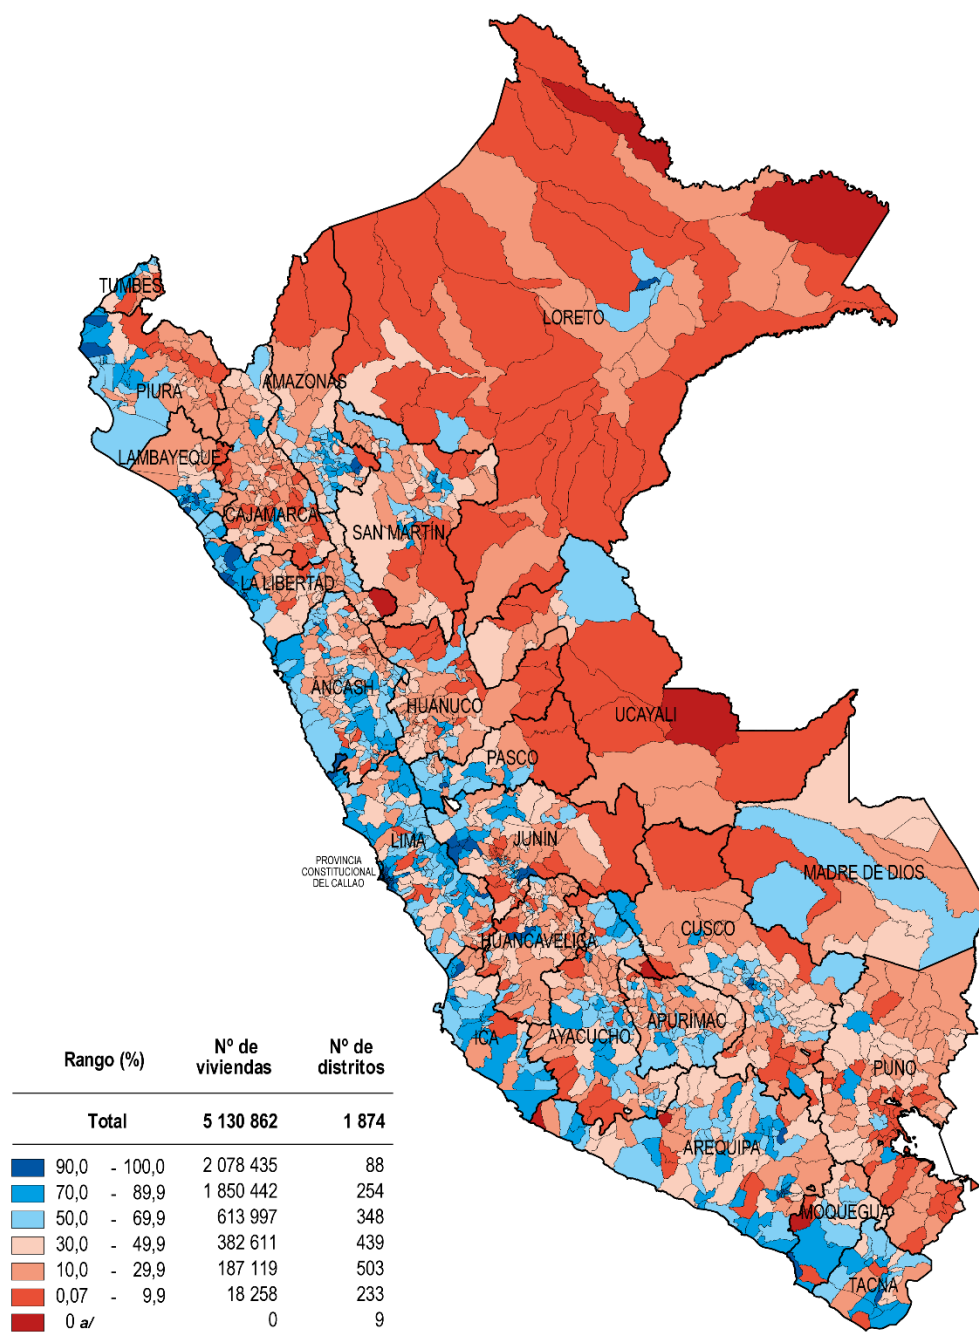 TUMBES
LORETO
PIURA
AMAZONAS
LAMBAYEQUE
CAJAMARCA
SAN MARTÍN
LA LIBERTAD
ANCASH
HUÁNUCO
UCAYALI
PASCO
LIMA
JUNÍN
PROVINCIA
CONSTITUCIONAL
DEL CALLAO
MADRE DE DIOS
CUSCO
HUANCAVELICA
ICA
AYACUCHO
APURÍMAC
PUNO
AREQUIPA
MOQUEGUA
TACNA
Rango (%) Nº de viviendas Nº de distritos
Total 5 130 862 1 874
90,0 - 100,0 2 078 435 88
70,0 - 89,9 1 850 442 254
50,0 - 69,9 613 997 348
30,0 - 49,9 382 611 439
10,0 - 29,9 187 119 503
0,07 - 9,9 18 258 233
0 a/ 0 9